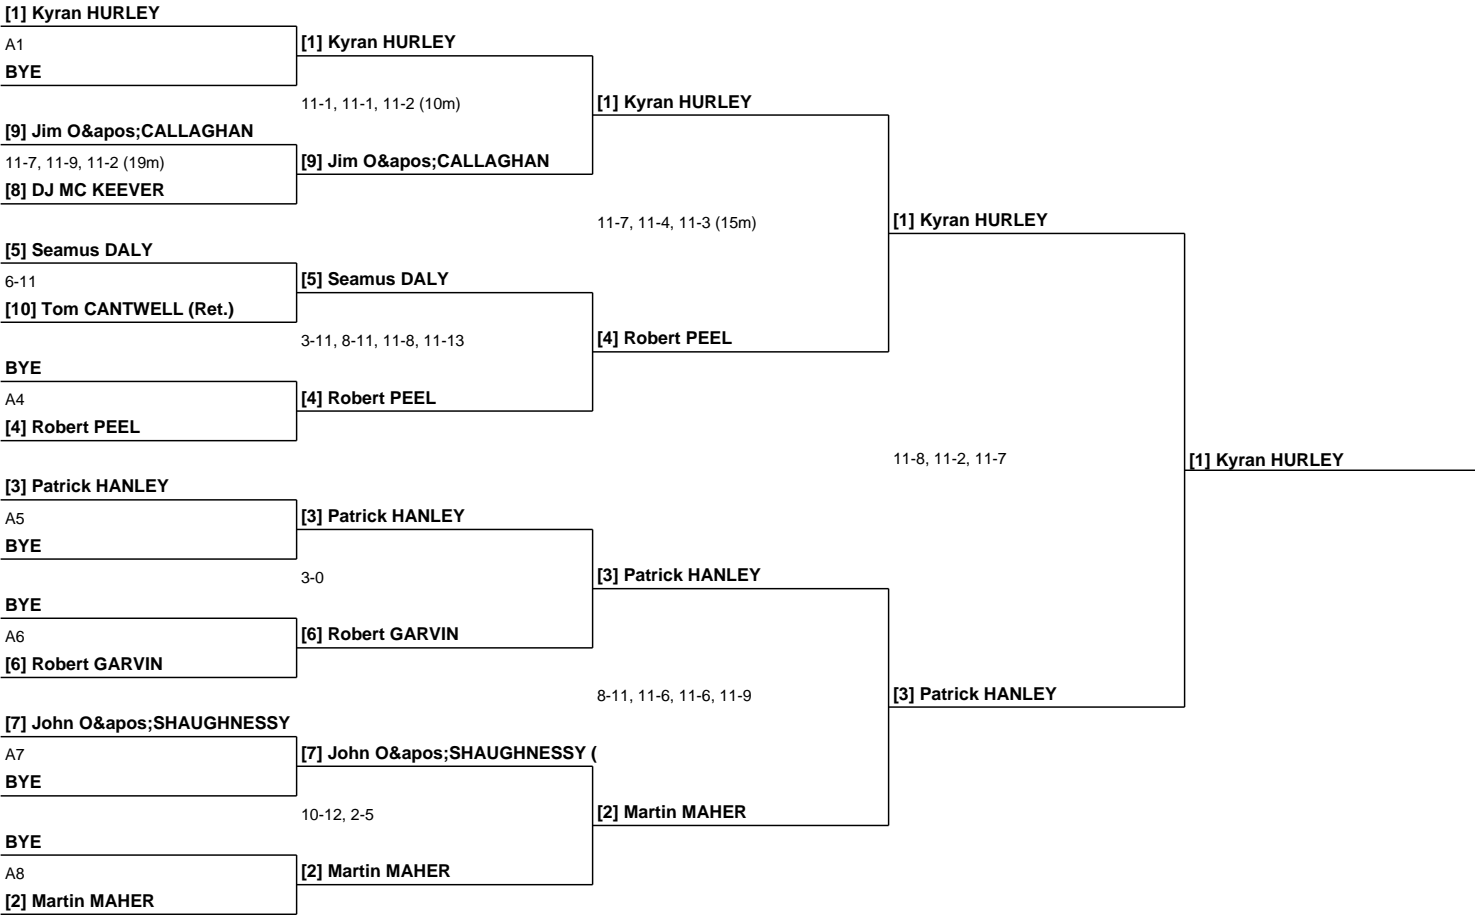 [1] Kyran HURLEY
A1
BYE
[1] Kyran HURLEY
11-1, 11-1, 11-2 (10m)
[9] Jim O&apos;CALLAGHAN
11-7, 11-9, 11-2 (19m)
[8] DJ MC KEEVER
[9] Jim O&apos;CALLAGHAN
[1] Kyran HURLEY
11-7, 11-4, 11-3 (15m)
[5] Seamus DALY
6-11
[10] Tom CANTWELL (Ret.)
[5] Seamus DALY
3-11, 8-11, 11-8, 11-13
BYE
A4
[4] Robert PEEL
[4] Robert PEEL
[4] Robert PEEL
[1] Kyran HURLEY
11-8, 11-2, 11-7
[1] Kyran HURLEY
[3] Patrick HANLEY
A5
BYE
[3] Patrick HANLEY
3-0
BYE
A6
[6] Robert GARVIN
[6] Robert GARVIN
[3] Patrick HANLEY
8-11, 11-6, 11-6, 11-9
[3] Patrick HANLEY
[7] John O&apos;SHAUGHNESSY
A7
BYE
[7] John O&apos;SHAUGHNESSY (
10-12, 2-5
BYE
A8
[2] Martin MAHER
[2] Martin MAHER
[2] Martin MAHER